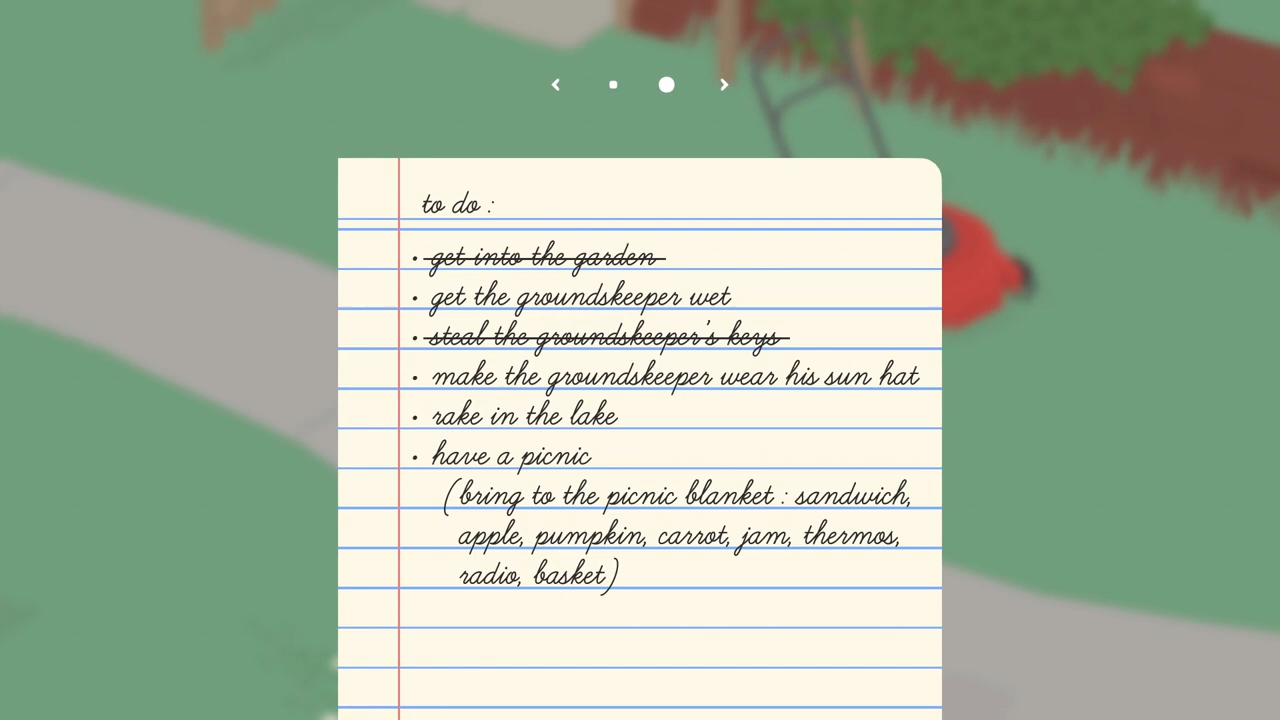 to do :
• get into the garden
• get the groundskeeper wet
• steal the groundskeeper's keys
• make the groundskeeper wear his sun hat
• rake in the lake
• have a picnic
(bring to the picnic blanket : sandwich,
apple, pumpkin, carrot, jam, thermos,
radio, basket)